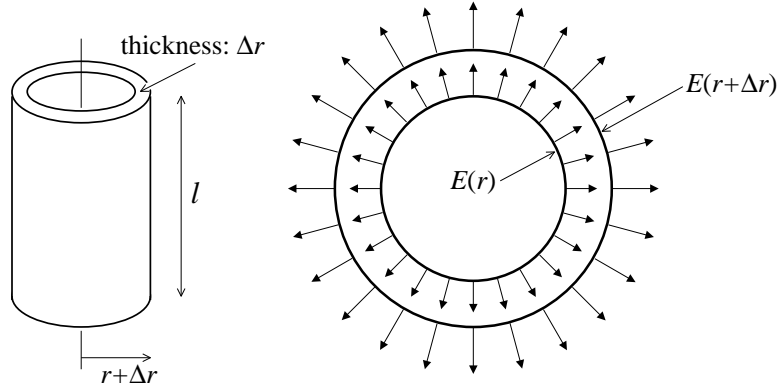 thickness: Δr
l
r+Δr
E(r)
E(r+Δr)